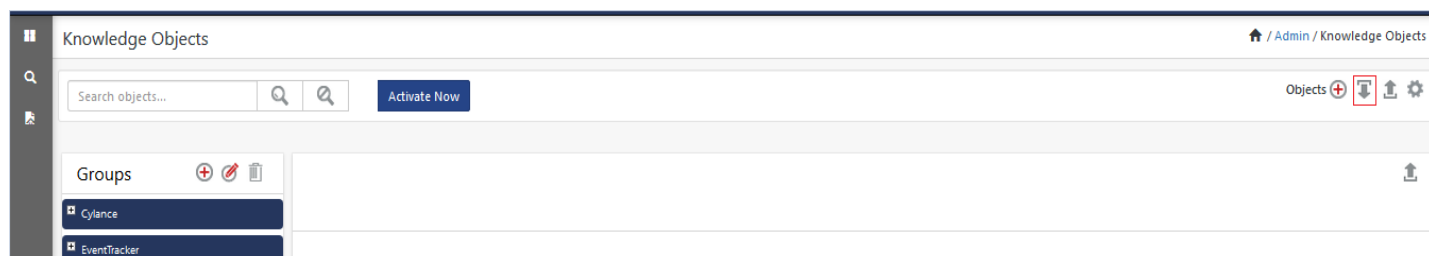 Knowledge Objects
/ Admin / Knowledge Objects
Search objects...
Activate Now
Objects
Groups
Cylance
EventTracker